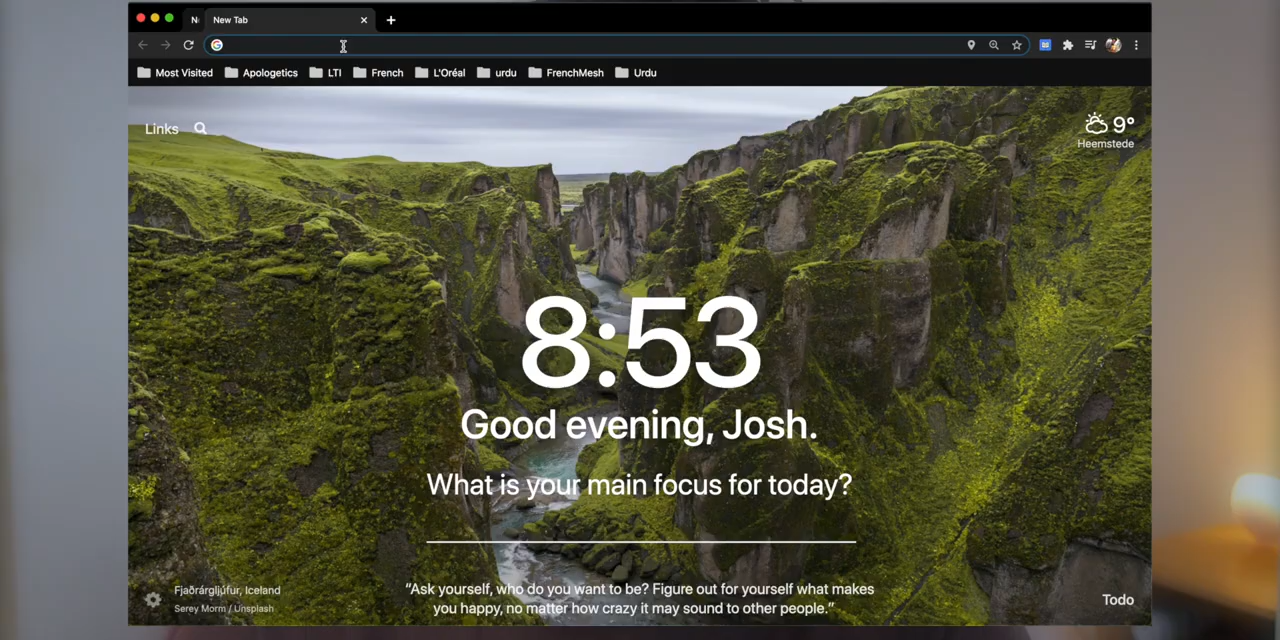 New Tab
Most Visited Apologetics LTI French L'Oréal urdu FrenchMesh Urdu
Links
9°
Heemstede
8:53
Good evening, Josh.
What is your main focus for today?
Fjaðrárgljúfur, Iceland
Serey Morm / Unsplash
“Ask yourself, who do you want to be? Figure out for yourself what makes
you happy, no matter how crazy it may sound to other people.”
Todo